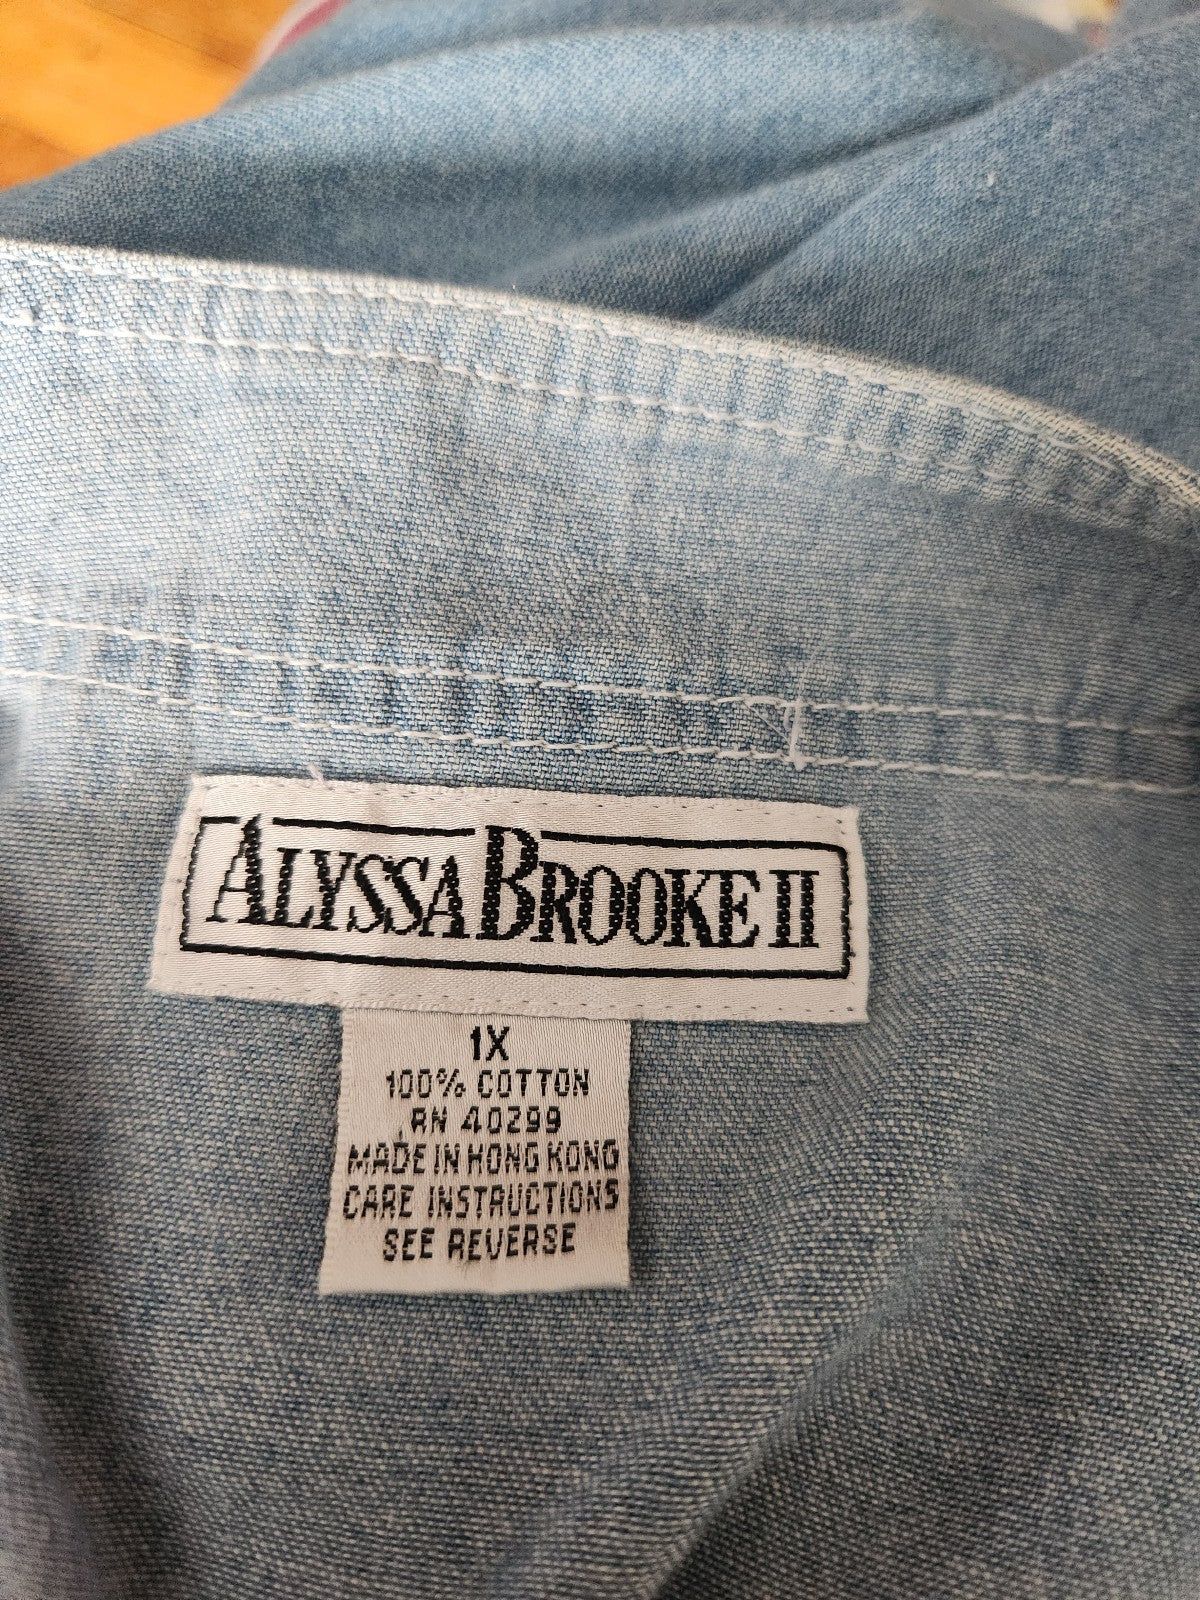 ALYSSA BROOKE II
1X
100% COTTON
RN 40299
MADE IN HONG KONG
CARE INSTRUCTIONS
SEE REVERSE